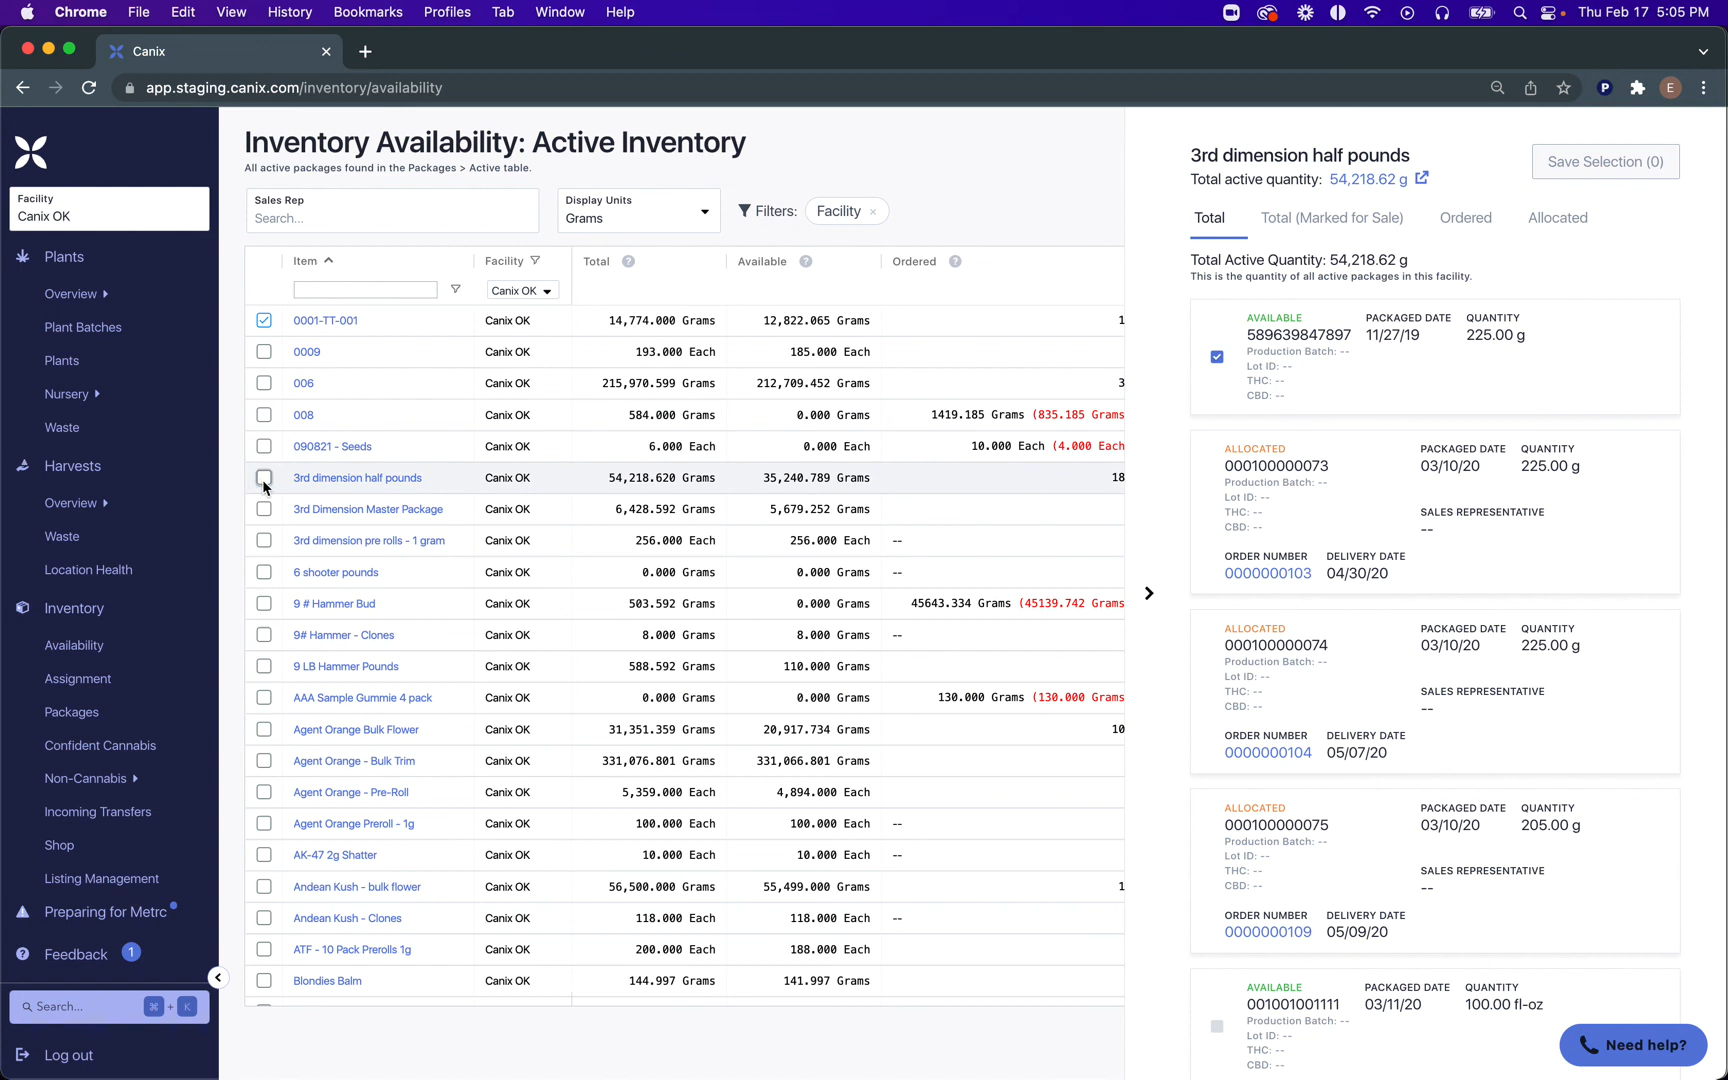 Chrome File Edit View History Bookmarks Profiles Tab Window Help Thu Feb 17 5:05 PM
Canix
app.staging.canix.com/inventory/availability
P
E
Facility
Canix OK
Plants
Overview
Plant Batches
Plants
Nursery
Waste
Harvests
Overview
Waste
Location Health
Inventory
Availability
Assignment
Packages
Confident Cannabis
Non-Cannabis
Incoming Transfers
Shop
Listing Management
Preparing for Metrc
Feedback 1
Search... ⌘ + K
Log out
Inventory Availability: Active Inventory
All active packages found in the Packages > Active table.
Sales Rep
Search...
Display Units
Grams
Filters: Facility ×
Item Facility Total ? Available ? Ordered ?
Canix OK
0001-TT-001 Canix OK 14,774.000 Grams 12,822.065 Grams 1
0009 Canix OK 193.000 Each 185.000 Each
006 Canix OK 215,970.599 Grams 212,709.452 Grams 3
008 Canix OK 584.000 Grams 0.000 Grams 1419.185 Grams (835.185 Grams
090821 - Seeds Canix OK 6.000 Each 0.000 Each 10.000 Each (4.000 Each
3rd dimension half pounds Canix OK 54,218.620 Grams 35,240.789 Grams 18
3rd Dimension Master Package Canix OK 6,428.592 Grams 5,679.252 Grams
3rd dimension pre rolls - 1 gram Canix OK 256.000 Each 256.000 Each --
6 shooter pounds Canix OK 0.000 Grams 0.000 Grams --
9 # Hammer Bud Canix OK 503.592 Grams 0.000 Grams 45643.334 Grams (45139.742 Grams
9# Hammer - Clones Canix OK 8.000 Grams 8.000 Grams --
9 LB Hammer Pounds Canix OK 588.592 Grams 110.000 Grams
AAA Sample Gummie 4 pack Canix OK 0.000 Grams 0.000 Grams 130.000 Grams (130.000 Grams
Agent Orange Bulk Flower Canix OK 31,351.359 Grams 20,917.734 Grams 10
Agent Orange - Bulk Trim Canix OK 331,076.801 Grams 331,066.801 Grams
Agent Orange - Pre-Roll Canix OK 5,359.000 Each 4,894.000 Each
Agent Orange Preroll - 1g Canix OK 100.000 Each 100.000 Each --
AK-47 2g Shatter Canix OK 10.000 Each 10.000 Each --
Andean Kush - bulk flower Canix OK 56,500.000 Grams 55,499.000 Grams 1
Andean Kush - Clones Canix OK 118.000 Each 118.000 Each --
ATF - 10 Pack Prerolls 1g Canix OK 200.000 Each 188.000 Each
Blondies Balm Canix OK 144.997 Grams 141.997 Grams
3rd dimension half pounds
Total active quantity: 54,218.62 g
Save Selection (0)
Total Total (Marked for Sale) Ordered Allocated
Total Active Quantity: 54,218.62 g
This is the quantity of all active packages in this facility.
AVAILABLE PACKAGED DATE QUANTITY
589639847897 11/27/19 225.00 g
Production Batch: --
Lot ID: --
THC: --
CBD: --
ALLOCATED PACKAGED DATE QUANTITY
000100000073 03/10/20 225.00 g
Production Batch: --
Lot ID: --
THC: -- SALES REPRESENTATIVE
CBD: -- --
ORDER NUMBER DELIVERY DATE
0000000103 04/30/20
ALLOCATED PACKAGED DATE QUANTITY
000100000074 03/10/20 225.00 g
Production Batch: --
Lot ID: --
THC: -- SALES REPRESENTATIVE
CBD: -- --
ORDER NUMBER DELIVERY DATE
0000000104 05/07/20
ALLOCATED PACKAGED DATE QUANTITY
000100000075 03/10/20 205.00 g
Production Batch: --
Lot ID: --
THC: -- SALES REPRESENTATIVE
CBD: -- --
ORDER NUMBER DELIVERY DATE
0000000109 05/09/20
AVAILABLE PACKAGED DATE QUANTITY
001001001111 03/11/20 100.00 fl-oz
Production Batch: --
Lot ID: --
THC: --
CBD: --
Need help?